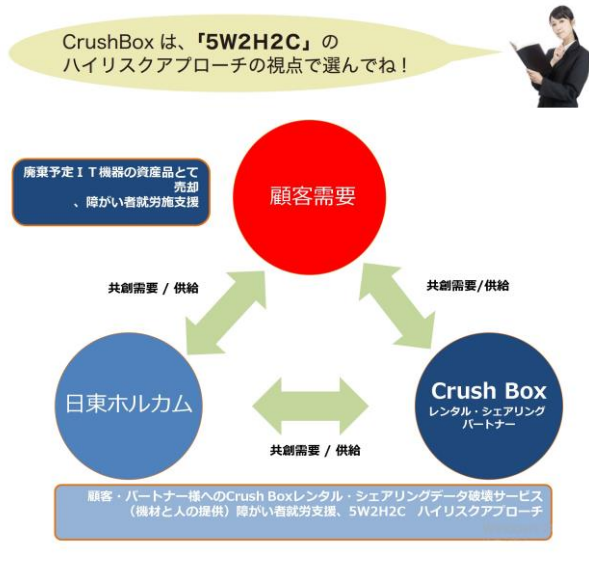 CrushBox は、「5W2H2C」の
ハイリスクアプローチの視点で選んでね！
廃棄予定ＩＴ機器の資産品とて
売却
、障がい者就労施支援
顧客需要
共創需要 / 供給
共創需要/供給
日東ホルカム
Crush Box
レンタル・シェアリング
パートナー
共創需要 / 供給
顧客・パートナー様へのCrush Boxレンタル・シェアリングデータ破壊サービス
（機材と人の提供）障がい者就労支援、5W2H2C　ハイリスクアプローチ